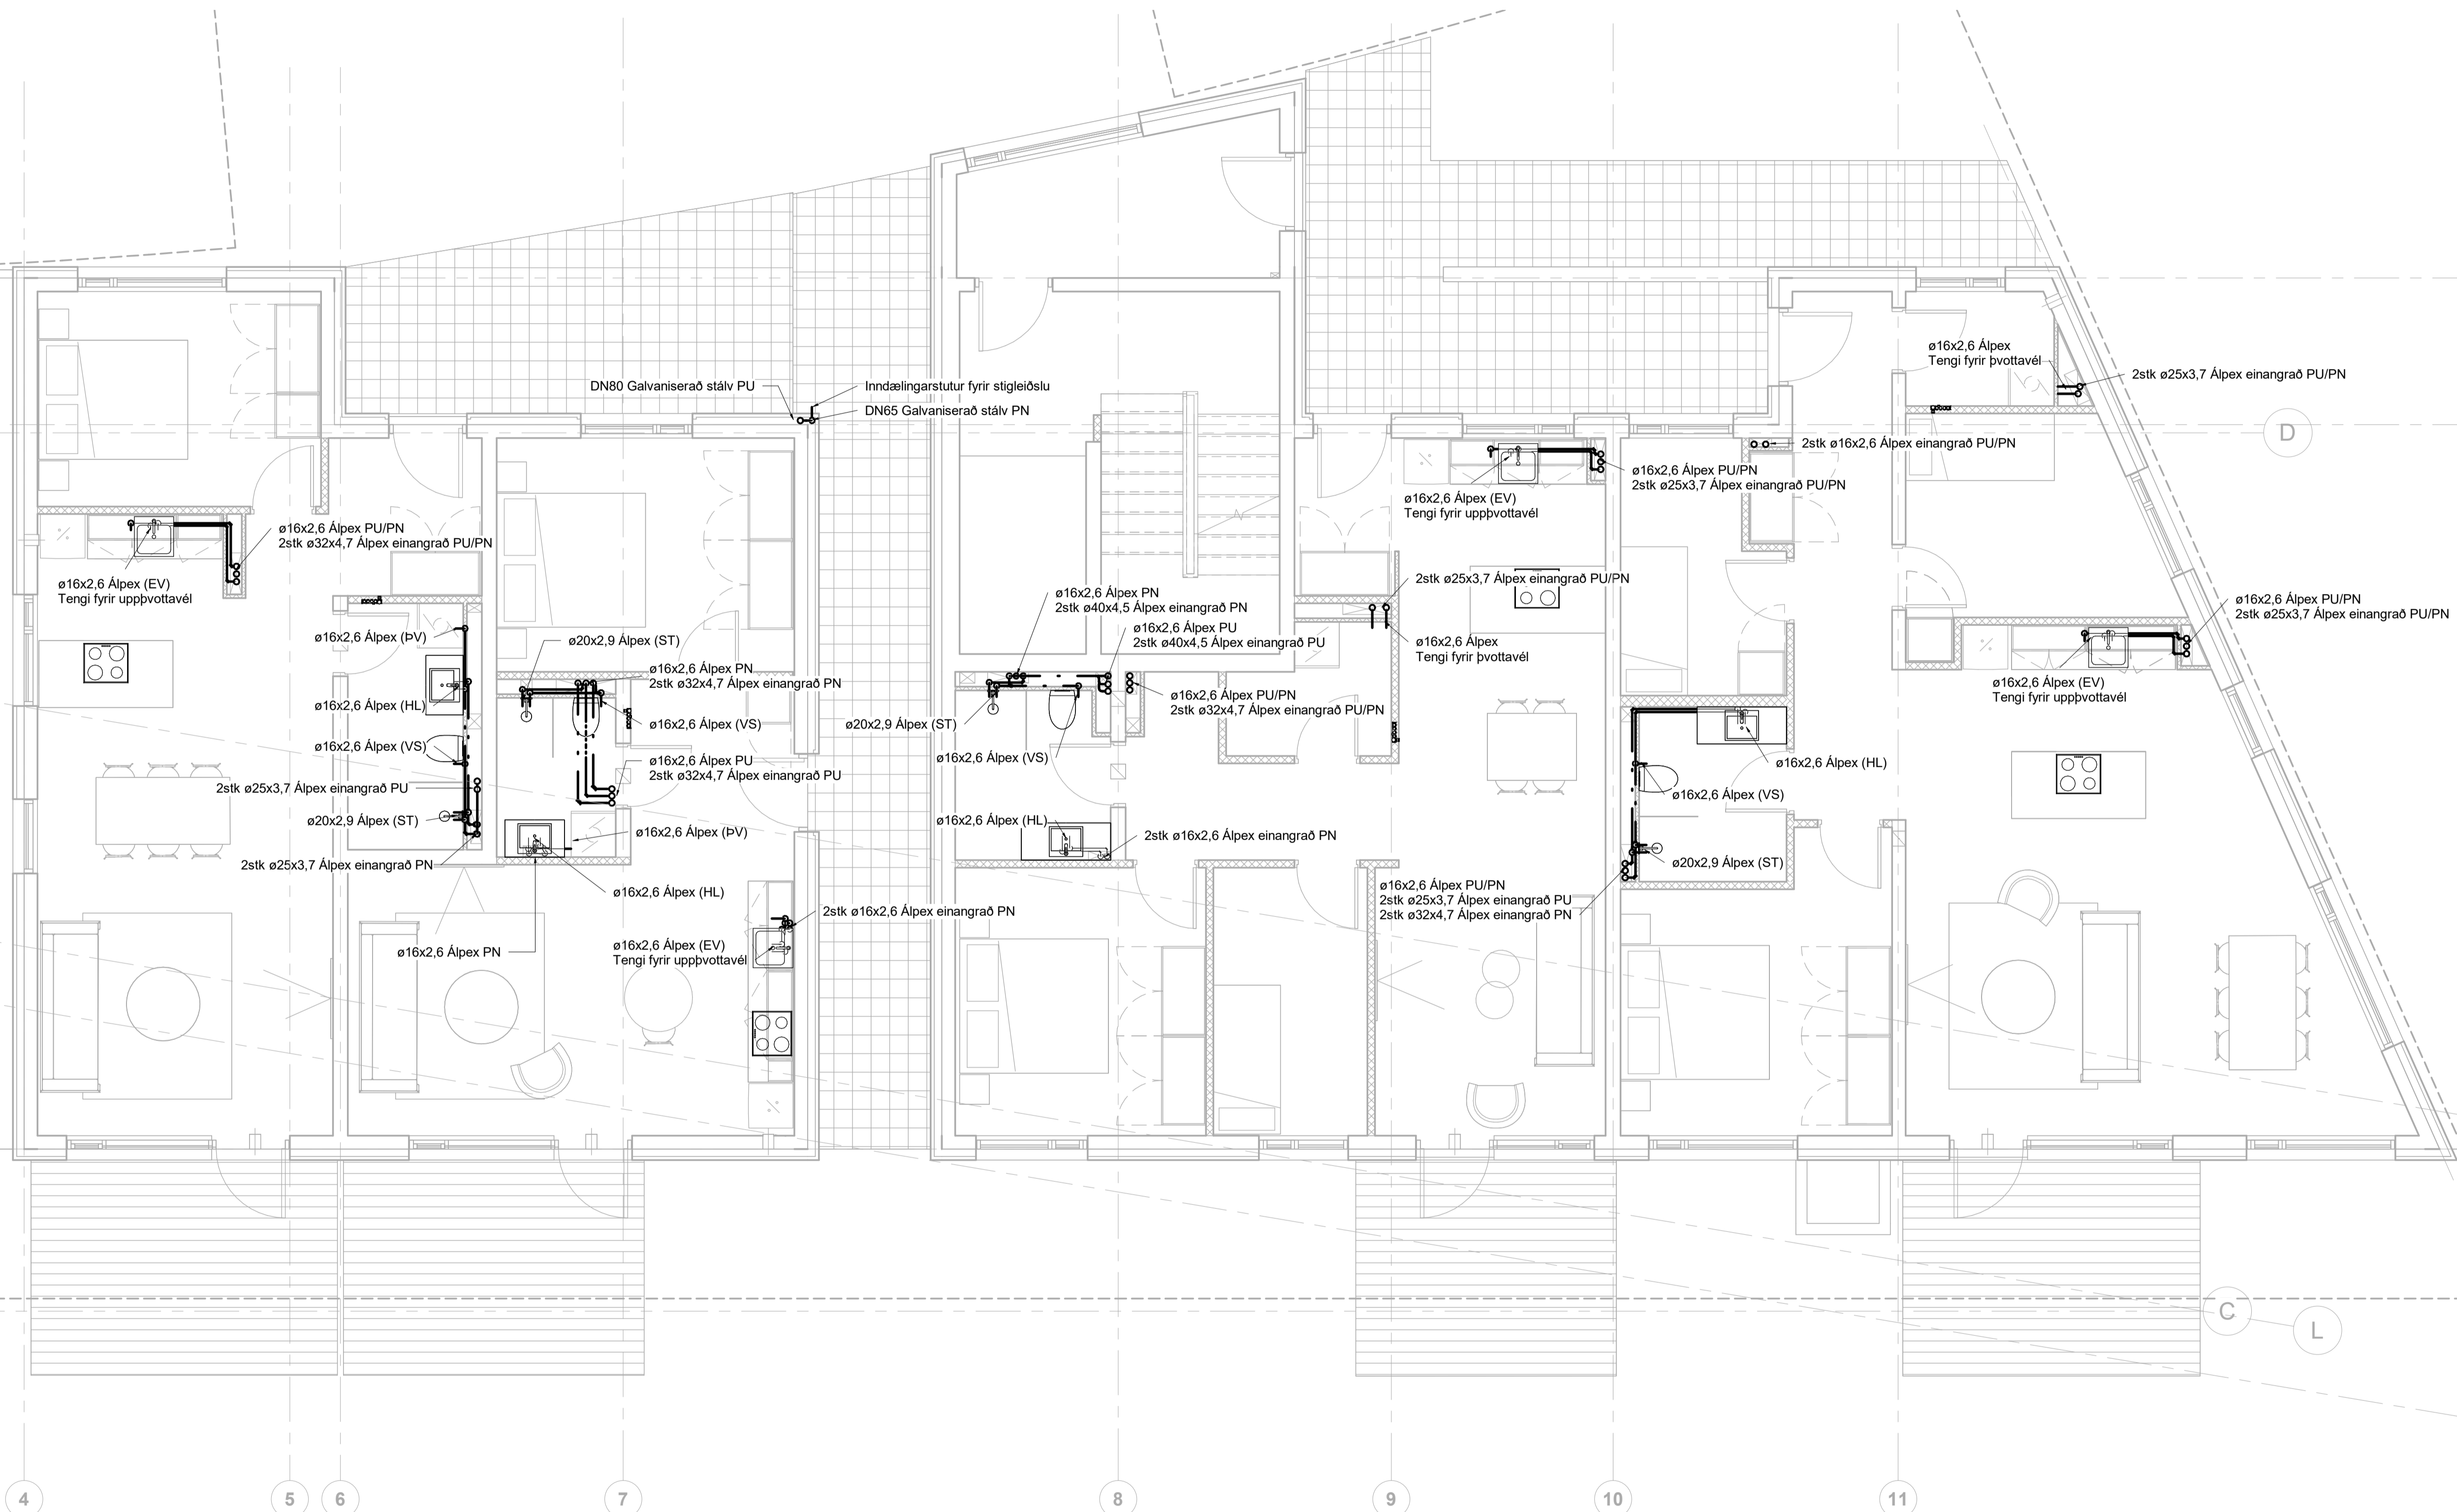 DN80 Galvaniserað stálv PU
Inndælingarstutur fyrir stigleiðslu
DN65 Galvaniserað stálv PN
ø16x2,6 Álpex
Tengi fyrir þvottavél
2stk ø25x3,7 Álpex einangrað PU/PN
D
2stk ø16x2,6 Álpex einangrað PU/PN
ø16x2,6 Álpex PU/PN
2stk ø25x3,7 Álpex einangrað PU/PN
ø16x2,6 Álpex (EV)
Tengi fyrir uppþvottavél
ø16x2,6 Álpex PU/PN
2stk ø32x4,7 Álpex einangrað PU/PN
ø16x2,6 Álpex (EV)
Tengi fyrir uppþvottavél
2stk ø25x3,7 Álpex einangrað PU/PN
ø16x2,6 Álpex
Tengi fyrir þvottavél
ø16x2,6 Álpex PN
2stk ø40x4,5 Álpex einangrað PN
ø16x2,6 Álpex PU
2stk ø40x4,5 Álpex einangrað PU
ø16x2,6 Álpex PU/PN
2stk ø25x3,7 Álpex einangrað PU/PN
ø16x2,6 Álpex (ÞV)
ø20x2,9 Álpex (ST)
ø16x2,6 Álpex PN
2stk ø32x4,7 Álpex einangrað PN
ø16x2,6 Álpex (HL)
ø16x2,6 Álpex (VS)
ø20x2,9 Álpex (ST)
ø16x2,6 Álpex PU/PN
2stk ø32x4,7 Álpex einangrað PU/PN
ø16x2,6 Álpex (EV)
Tengi fyrir uppþvottavél
ø16x2,6 Álpex (VS)
ø16x2,6 Álpex PU
2stk ø32x4,7 Álpex einangrað PU
ø16x2,6 Álpex (VS)
ø16x2,6 Álpex (HL)
2stk ø25x3,7 Álpex einangrað PU
ø16x2,6 Álpex (VS)
ø20x2,9 Álpex (ST)
ø16x2,6 Álpex (ÞV)
ø16x2,6 Álpex (HL)
2stk ø16x2,6 Álpex einangrað PN
2stk ø25x3,7 Álpex einangrað PN
ø20x2,9 Álpex (ST)
ø16x2,6 Álpex (HL)
ø16x2,6 Álpex PU/PN
2stk ø25x3,7 Álpex einangrað PU
2stk ø32x4,7 Álpex einangrað PN
2stk ø16x2,6 Álpex einangrað PN
ø16x2,6 Álpex PN
ø16x2,6 Álpex (EV)
Tengi fyrir uppþvottavél
C
L
4
5
6
7
8
9
10
11